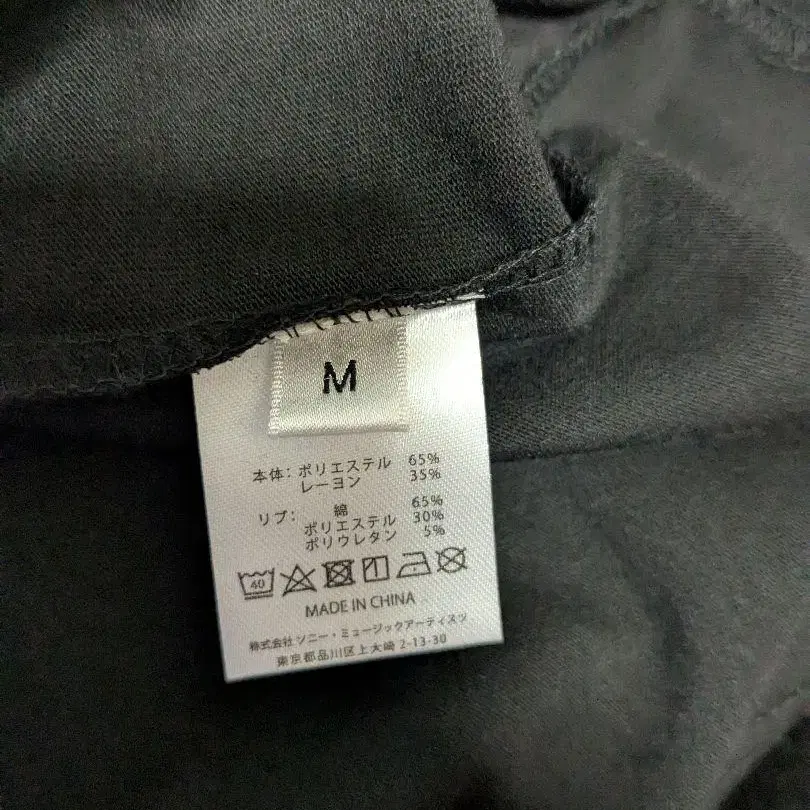 M
本体: ポリエステル 65%
レーヨン 35%
リブ: 綿 65%
ポリエステル 30%
ポリウレタン 5%
40
MADE IN CHINA
株式会社ソニー・ミュージックアーティスツ
東京都品川区上大崎 2-13-30